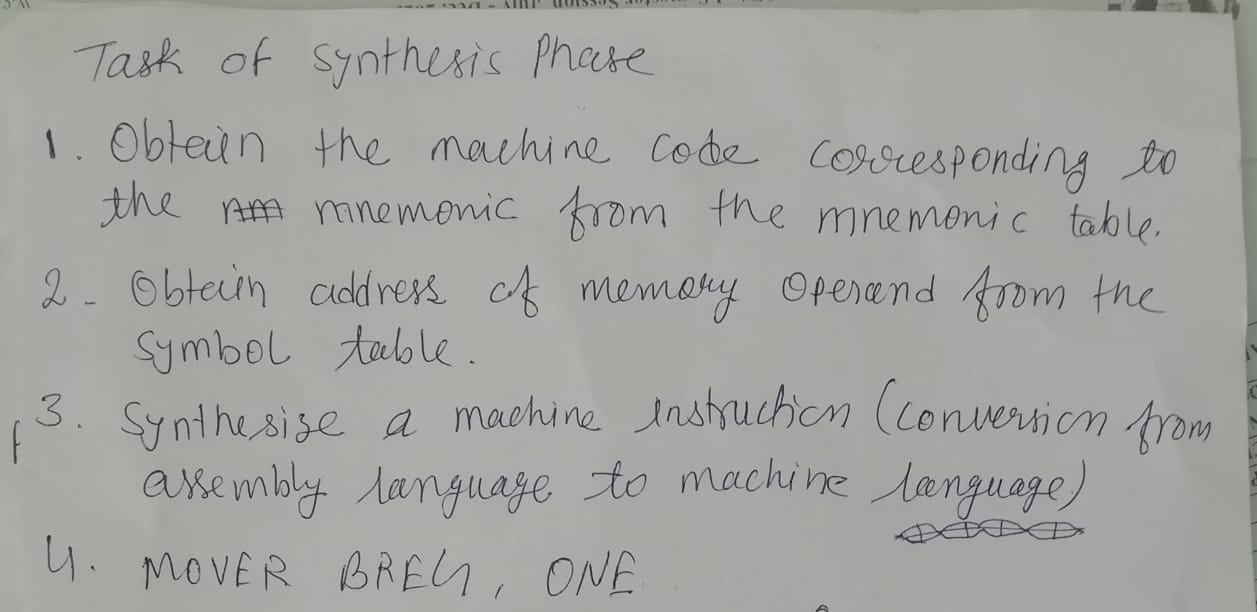 Task of Synthesis Phase
1. Obtain the machine code corresponding to
the mnemonic from the mnemonic table.
2 - Obtain address of memory operand from the
Symbol table.
3. Synthesize a machine instruction (conversion from
assembly language to machine language)
4. MOVER BREG, ONE